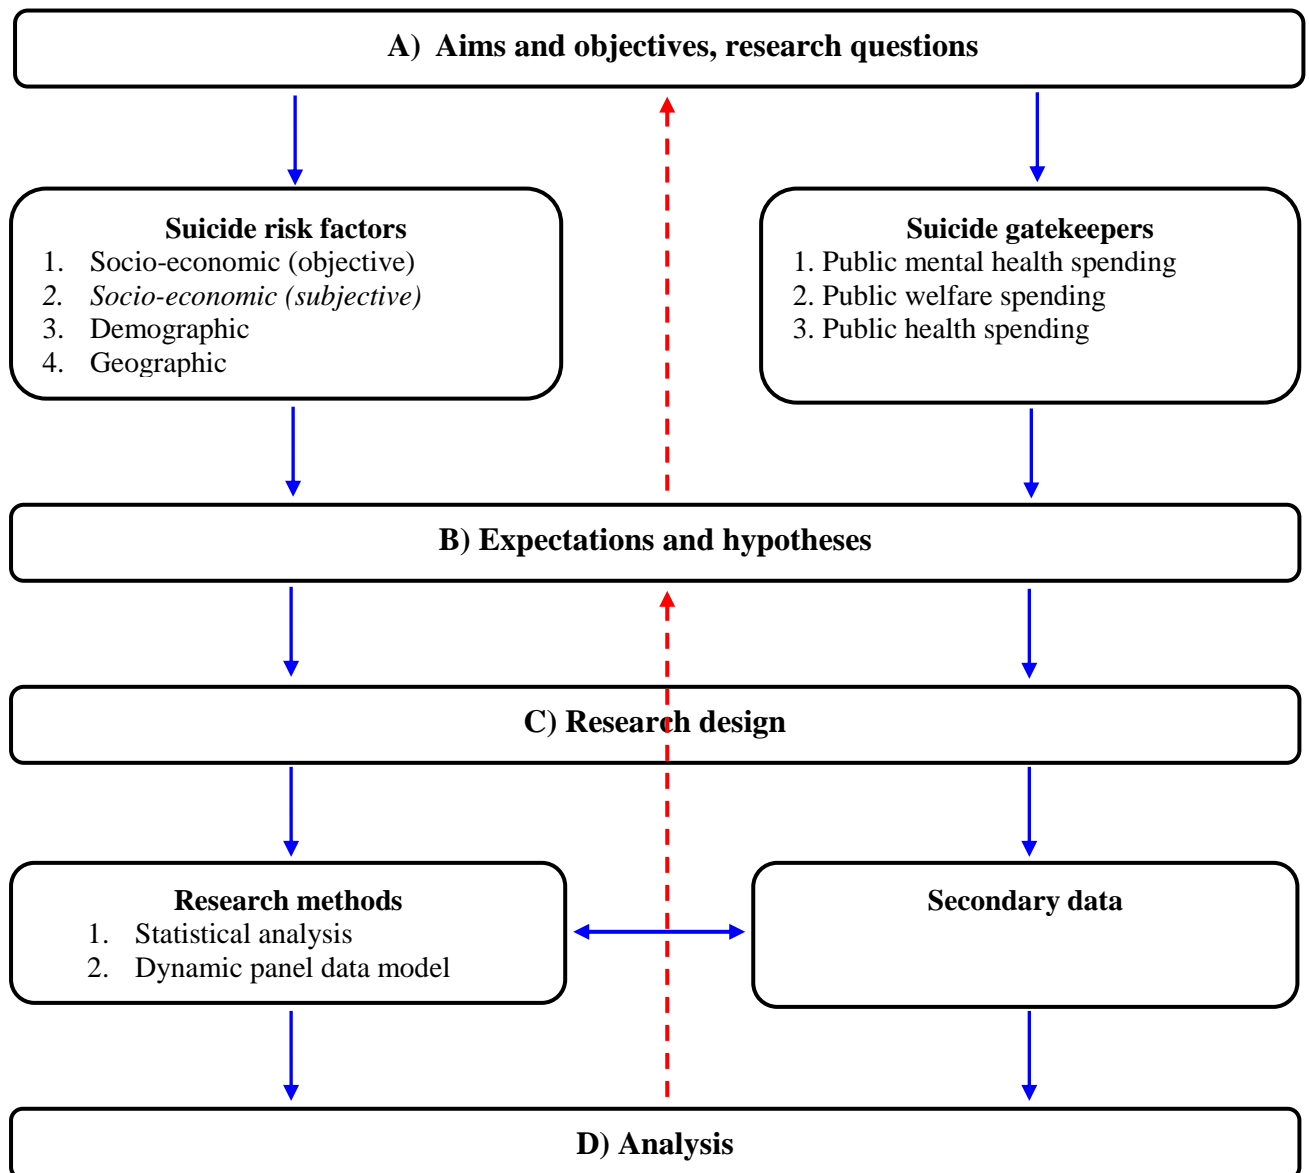 A) Aims and objectives, research questions
Suicide risk factors
1. Socio-economic (objective)
2. Socio-economic (subjective)
3. Demographic
4. Geographic
Suicide gatekeepers
1. Public mental health spending
2. Public welfare spending
3. Public health spending
B) Expectations and hypotheses
C) Research design
Research methods
1. Statistical analysis
2. Dynamic panel data model
Secondary data
D) Analysis